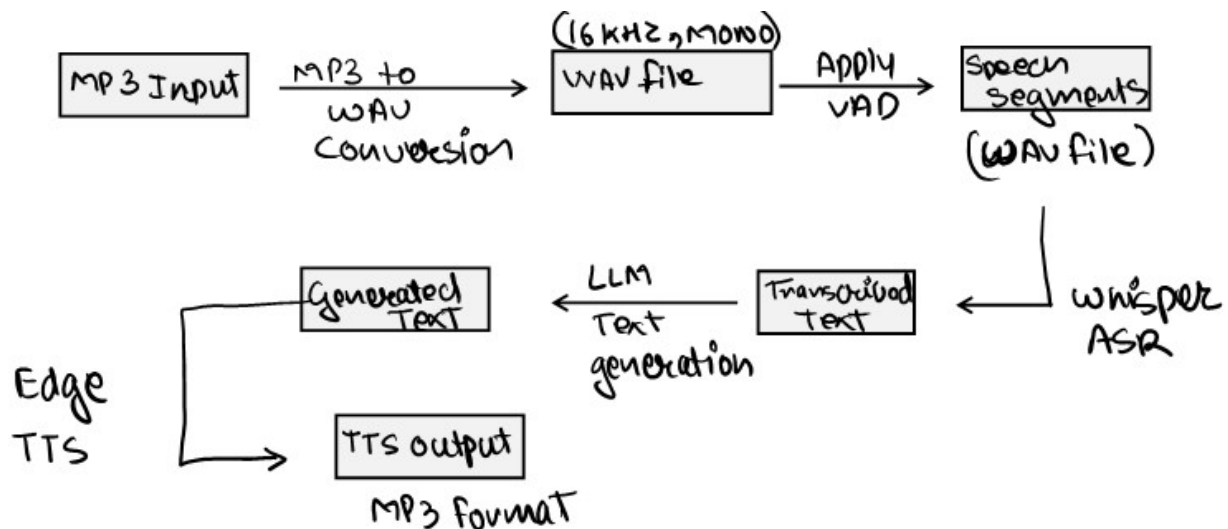 MP3 Input
MP3 to
WAV
Conversion
(16KHZ, MONO)
WAV file
Apply
VAD
Speech
segments
(WAV file)
Whisper
ASR
Transcribed
Text
LLM
Text
generation
Generated
Text
Edge
TTS
TTS output
MP3 format